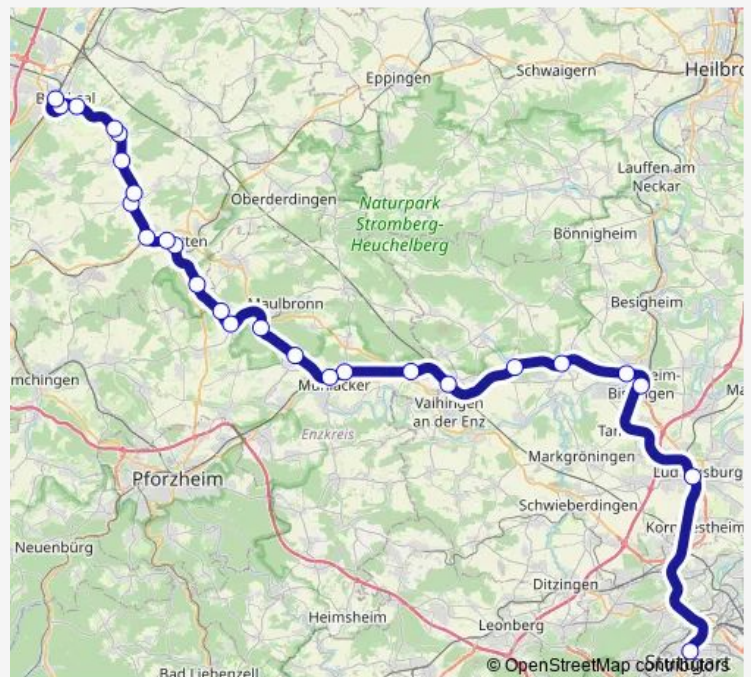 Eppingen
Schwaigern
Heilbro
Lauffen am
Neckar
Oberderdingen
Naturpark
Stromberg-
Heuchelberg
Bönnigheim
Maulbronn
Besigheim
mchingen
Vaihingen
an der Enz
Enzkreis
Markgröningen
Pforzheim
Schwieberdingen
Neuenbürg
Ditzingen
Heimsheim
Leonberg
Bad Liebenzell
© OpenStreetMap contributors